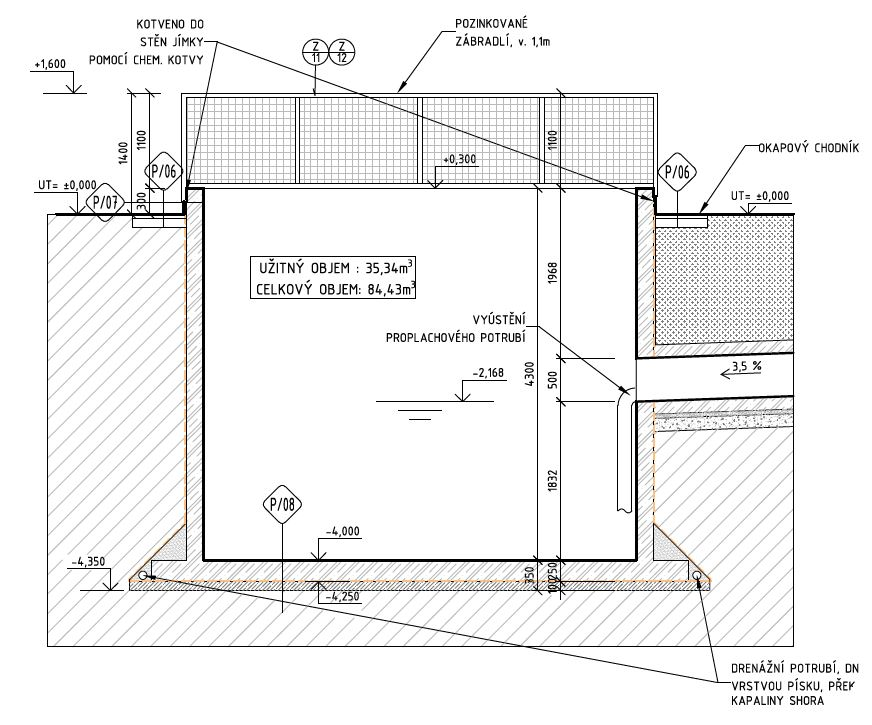 KOTVENO DO
STĚN JÍMKY
POMOCÍ CHEM. KOTVY
Z
11
Z
12
POZINKOVANÉ
ZÁBRADLÍ, v. 1,1m
+1,600
1400
1100
1100
P/06
+0,300
P/06
OKAPOVÝ CHODNÍK
UT= ±0,000
P/07
300
UT= ±0,000
UŽITNÝ OBJEM : 35,34m³
CELKOVÝ OBJEM: 84,43m³
1968
VYÚSTĚNÍ
PROPLACHOVÉHO POTRUBÍ
4300
500
3,5 %
-2,168
1832
P/08
-4,000
-4,350
350
250
100
-4,250
DRENÁŽNÍ POTRUBÍ, DN
VRSTVOU PÍSKU, PŘEK
KAPALINY SHORA